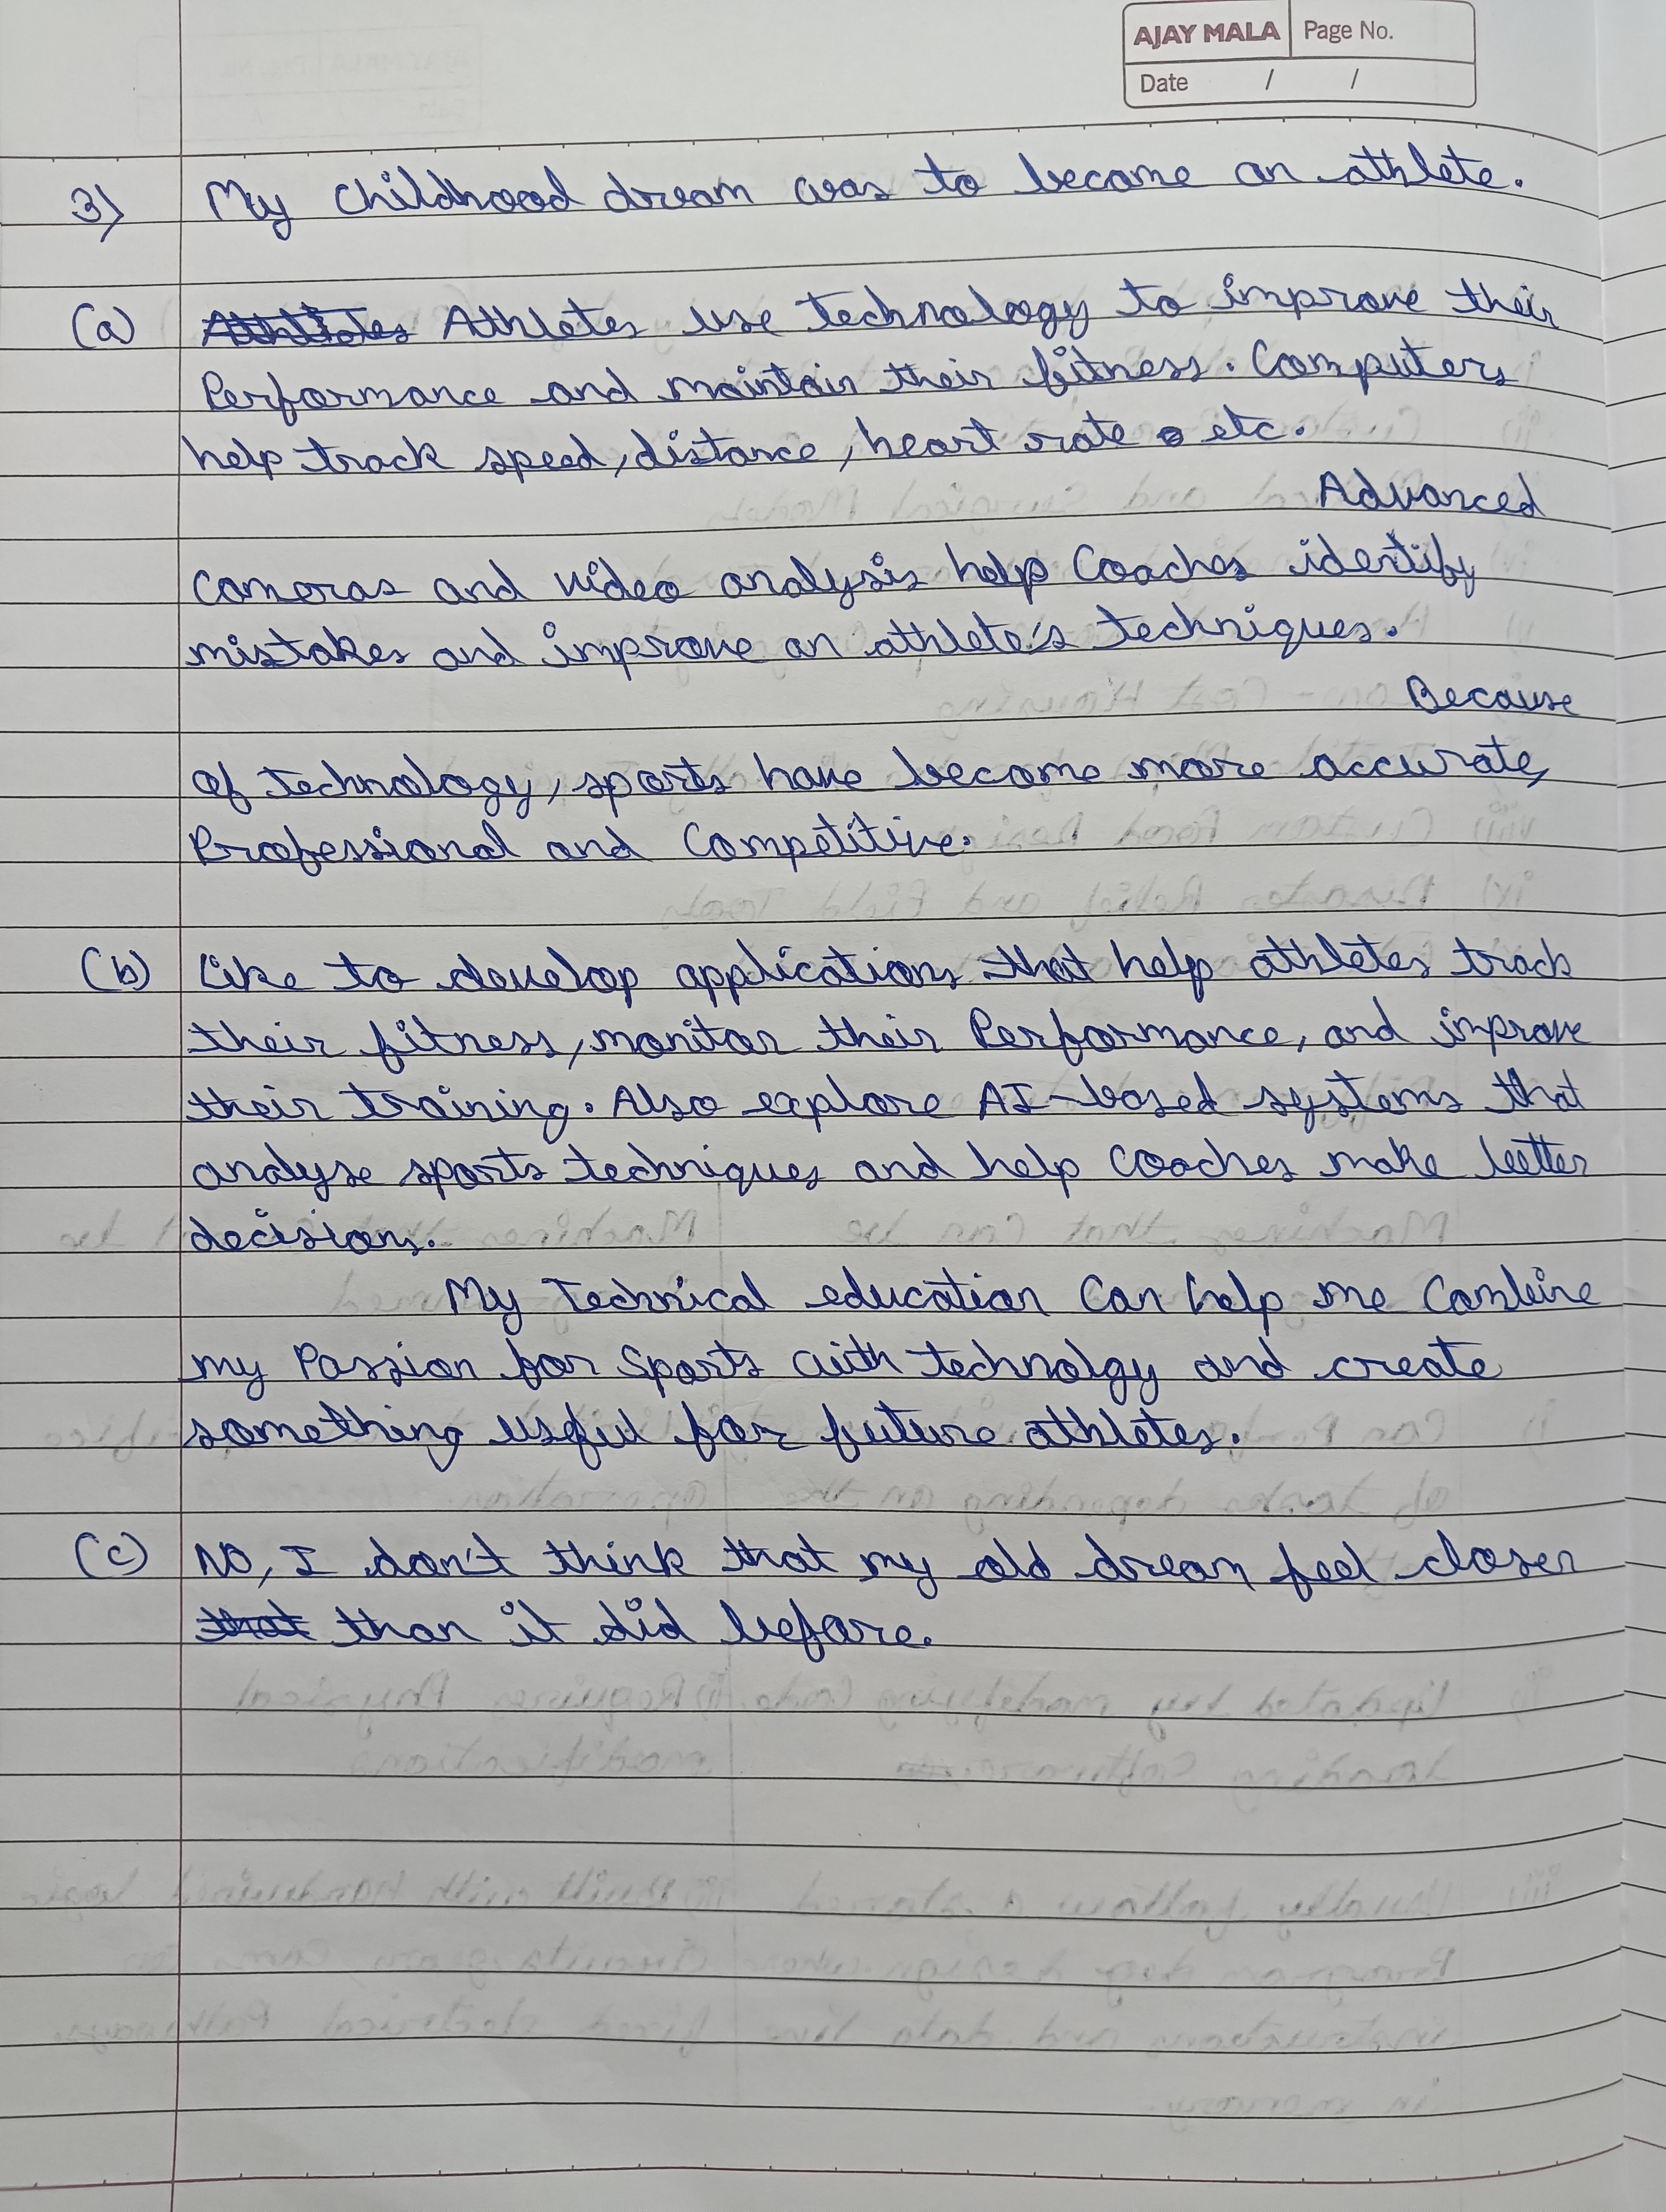 AJAY MALA Page No.
Date / /
3) My childhood dream was to become an athlete.
(a) Athletes use technology to improve their
Performance and maintain their fitness. Computers
help track speed, distance, heart rate etc.
Advanced
cameras and video analysis help Coaches identify
mistakes and improve an athlete's techniques.
Because
of technology, sports have become more accurate,
Professional and Competitive.
(b) Like to develop applications that help athletes track
their fitness, monitor their Performance, and improve
their training. Also explore AI-based systems that
analyse sports techniques and help coaches make better
decisions.
My Technical education Can help me Combine
my Passion for Sports with technolgy and create
something useful for future athletes.
(c) NO, I don't think that my old dream feel closer
than it did before.